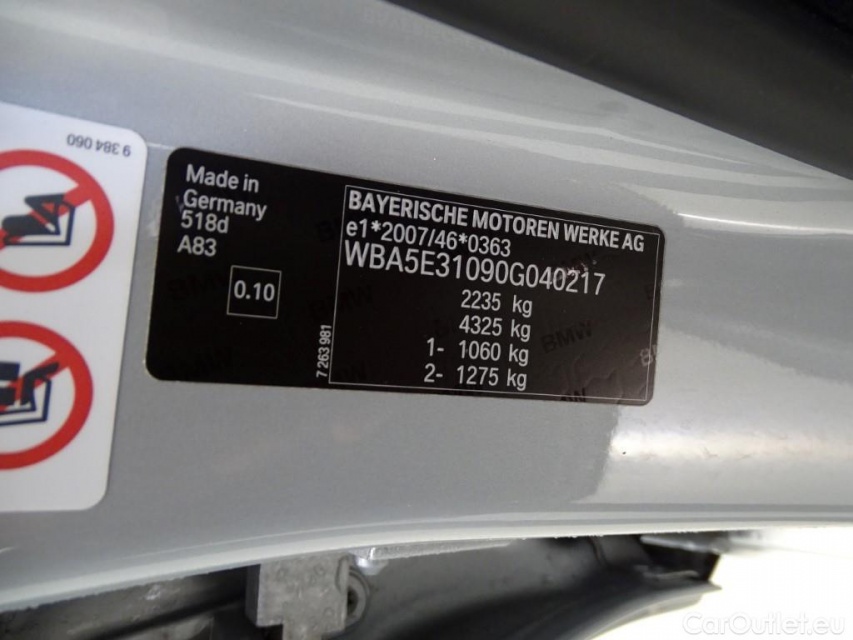 9 384 060
Made in
Germany
518d
A83
0.10
7 263 981
BAYERISCHE MOTOREN WERKE AG
e1*2007/46*0363
WBA5E31090G040217
2235 kg
4325 kg
1- 1060 kg
2- 1275 kg
BMW
CarOutlet.eu